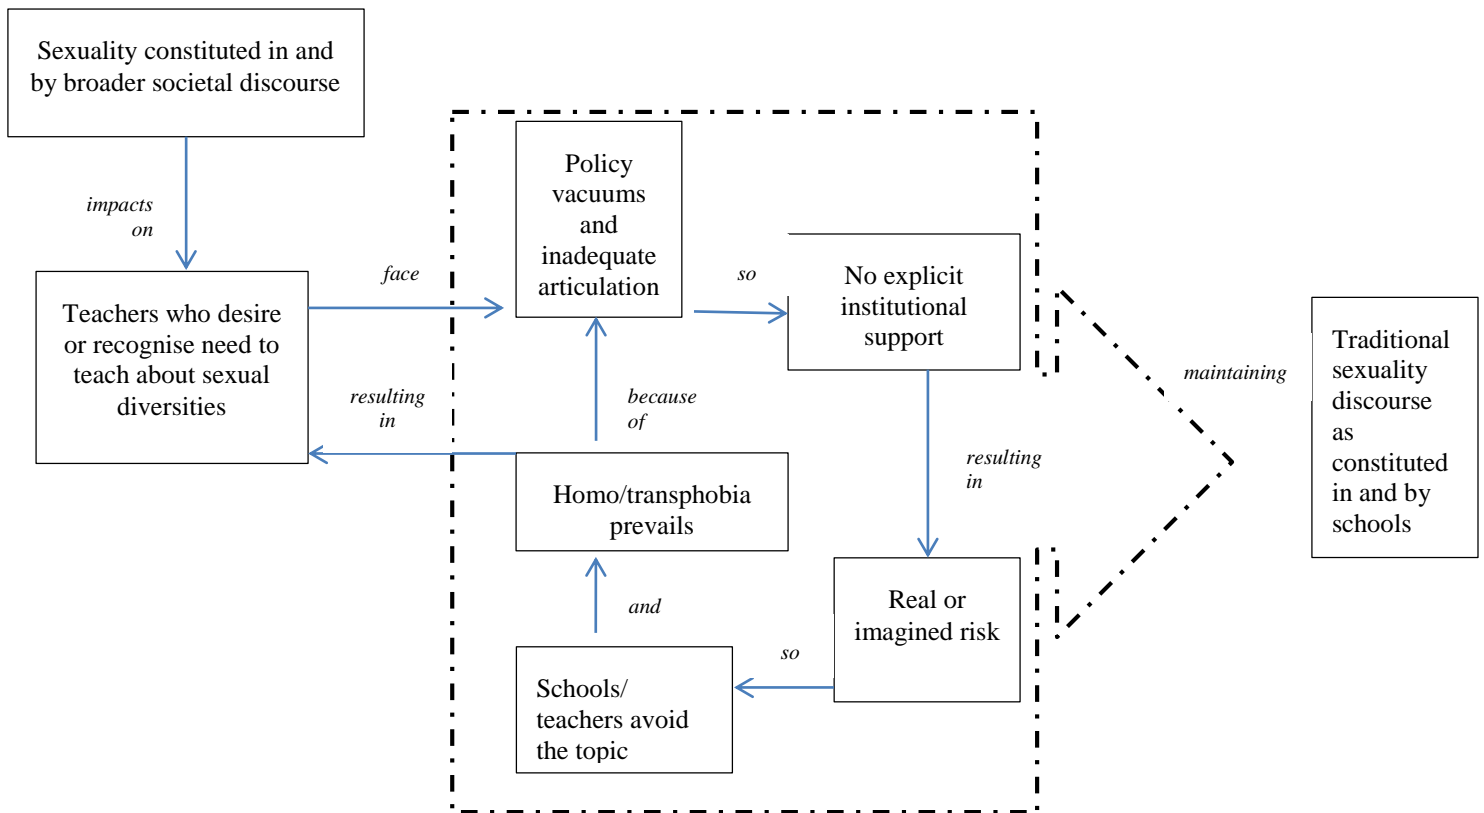 Sexuality constituted in and
by broader societal discourse
impacts
on
Teachers who desire
or recognise need to
teach about sexual
diversities
face
Policy
vacuums
and
inadequate
articulation
so
No explicit
institutional
support
resulting
in
Real or
imagined risk
so
Schools/
teachers avoid
the topic
and
Homo/transphobia
prevails
because
of
resulting
in
maintaining
Traditional
sexuality
discourse
as
constituted
in and by
schools